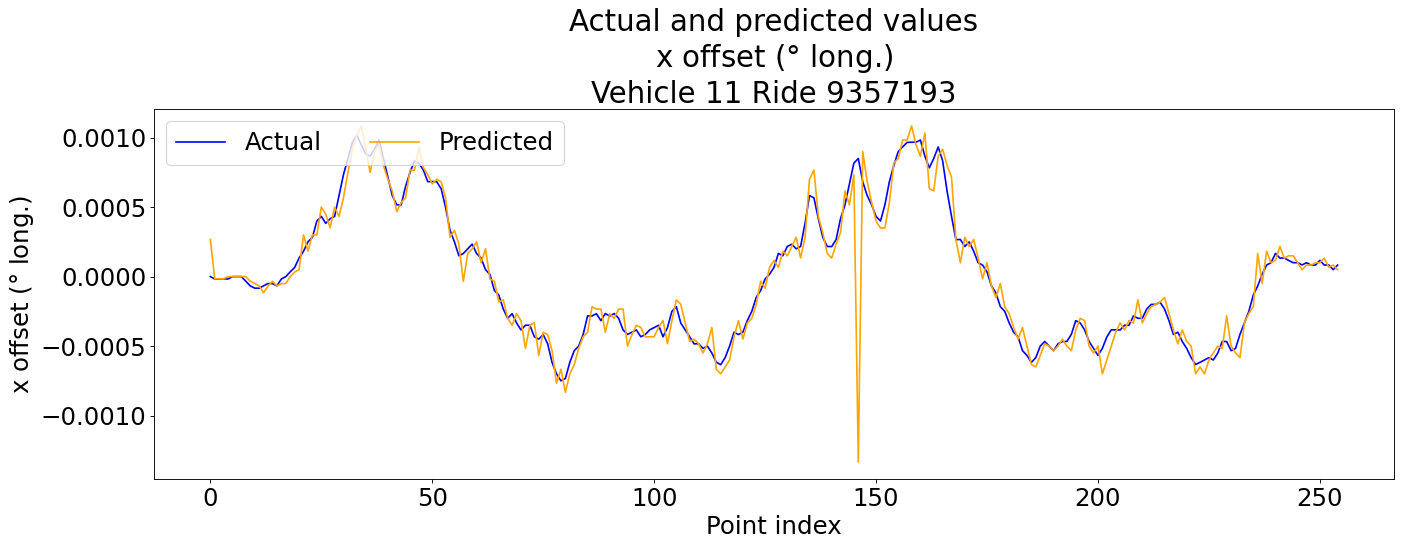 Actual and predicted values
x offset (° long.)
Vehicle 11 Ride 9357193
Actual Predicted
x offset (° long.)
0.0010
0.0005
0.0000
−0.0005
−0.0010
0 50 100 150 200 250
Point index